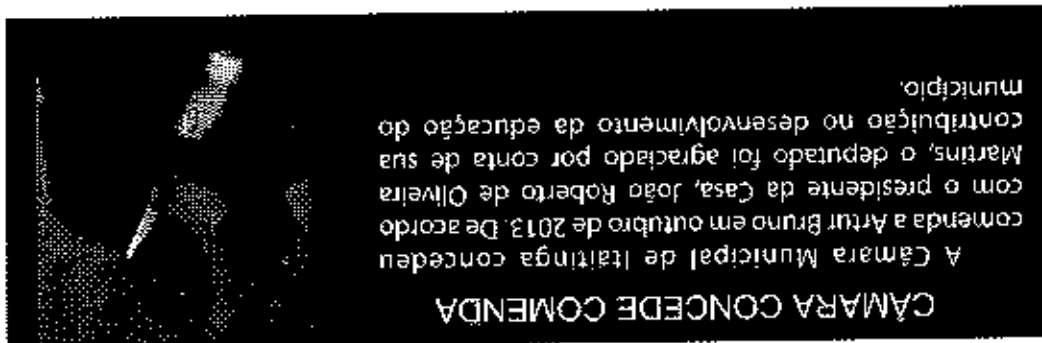 CÂMARA CONCEDE COMENDA
A Câmara Municipal de Itaitinga concedeu
comenda a Artur Bruno em outubro de 2013. De acordo
com o presidente da Casa, João Roberto de Oliveira
Martins, o deputado foi agraciado por conta de sua
contribuição no desenvolvimento da educação do
município.